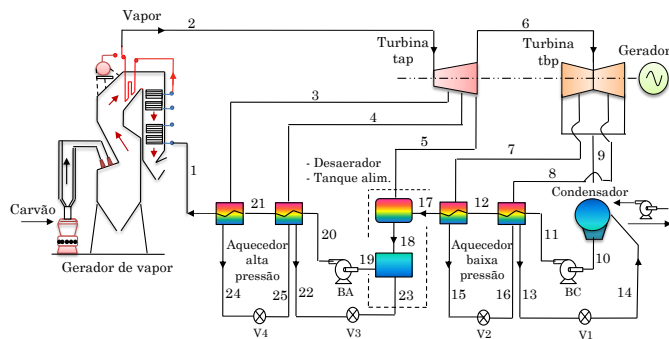 Vapor
2
6
Turbina
tap
Turbina
tbp
Gerador
3
4
5
7
8
9
1
- Desaerador
- Tanque alim.
Condensador
Carvão
21
17
12
Aquecedor
alta
pressão
20
18
Aquecedor
baixa
pressão
11
10
19
Gerador de vapor
24
25
22
BA
23
15
16
13
BC
14
V4
V3
V2
V1